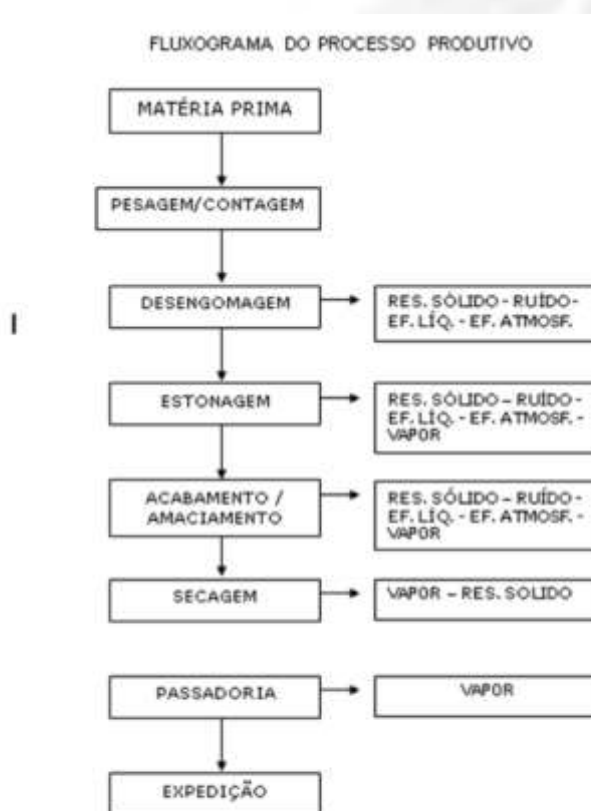 FLUXOGRAMA DO PROCESSO PRODUTIVO
MATÉRIA PRIMA
PESAGEM/CONTAGEM
DESENGOMAGEM
RES. SÓLIDO - RUÍDO -
EF. LÍQ. - EF. ATMOSF.
ESTONAGEM
RES. SÓLIDO – RUÍDO -
EF. LÍQ. - EF. ATMOSF. -
VAPOR
ACABAMENTO /
AMACIAMENTO
RES. SÓLIDO – RUÍDO -
EF. LÍQ. - EF. ATMOSF. -
VAPOR
SECAGEM
VAPOR – RES. SOLIDO
PASSADORIA
VAPOR
EXPEDIÇÃO